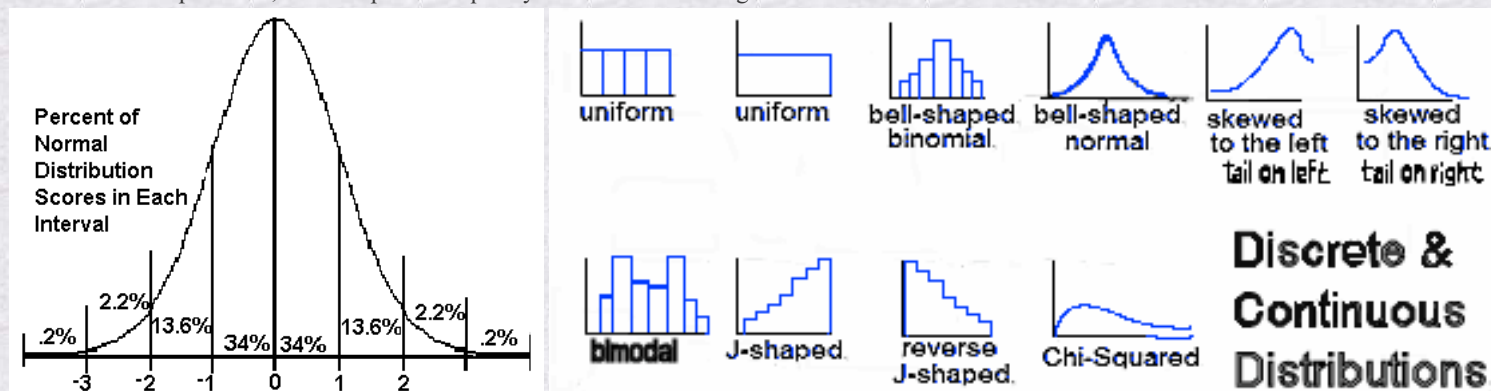 Percent of
Normal
Distribution
Scores in Each
Interval
.2%
2.2%
13.6%
34%
34%
13.6%
2.2%
.2%
-3
-2
-1
0
1
2
uniform
uniform
bell-shaped
binomial.
bell-shaped
normal
skewed
to the left
tail on left
skewed
to the right
tail on right
bimodal
J-shaped.
reverse
J-shaped.
Chi-Squared
Discrete &
Continuous
Distributions